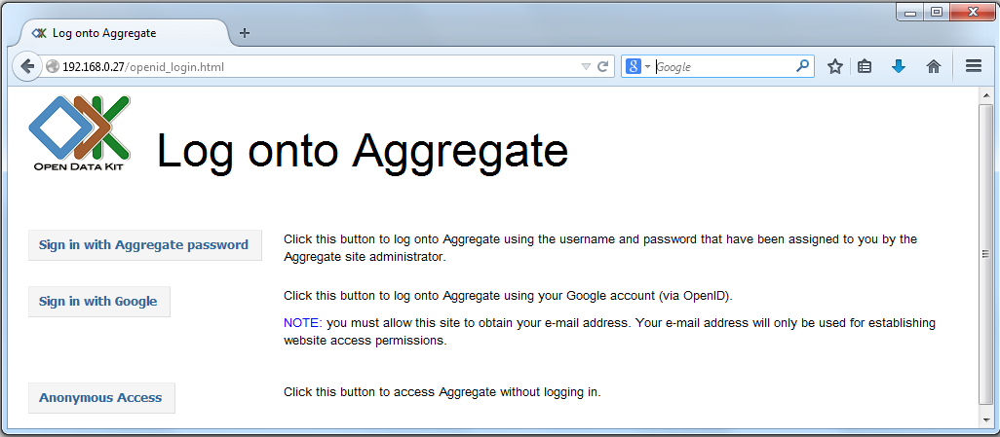 Log onto Aggregate
192.168.0.27/openid_login.html
Google
OPEN DATA KIT
Log onto Aggregate
Sign in with Aggregate password
Click this button to log onto Aggregate using the username and password that have been assigned to you by the
Aggregate site administrator.
Sign in with Google
Click this button to log onto Aggregate using your Google account (via OpenID).
NOTE: you must allow this site to obtain your e-mail address. Your e-mail address will only be used for establishing
website access permissions.
Anonymous Access
Click this button to access Aggregate without logging in.